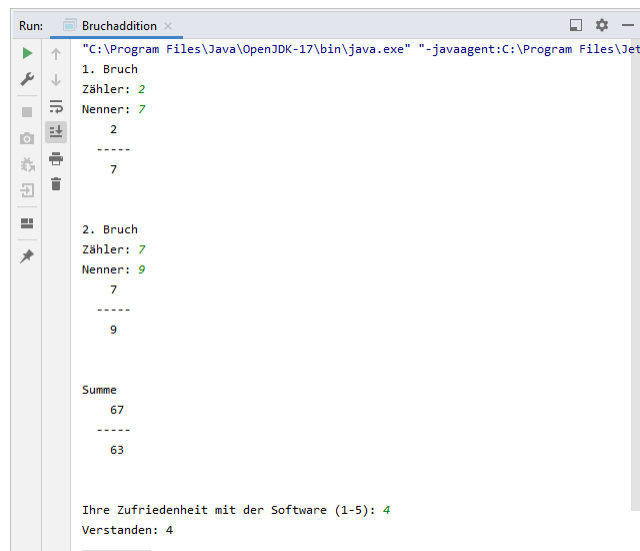 Run: Bruchaddition
"C:\Program Files\Java\OpenJDK-17\bin\java.exe" "-javaagent:C:\Program Files\Jet
1. Bruch
Zähler: 2
Nenner: 7
2
-----
7
2. Bruch
Zähler: 7
Nenner: 9
7
-----
9
Summe
67
-----
63
Ihre Zufriedenheit mit der Software (1-5): 4
Verstanden: 4